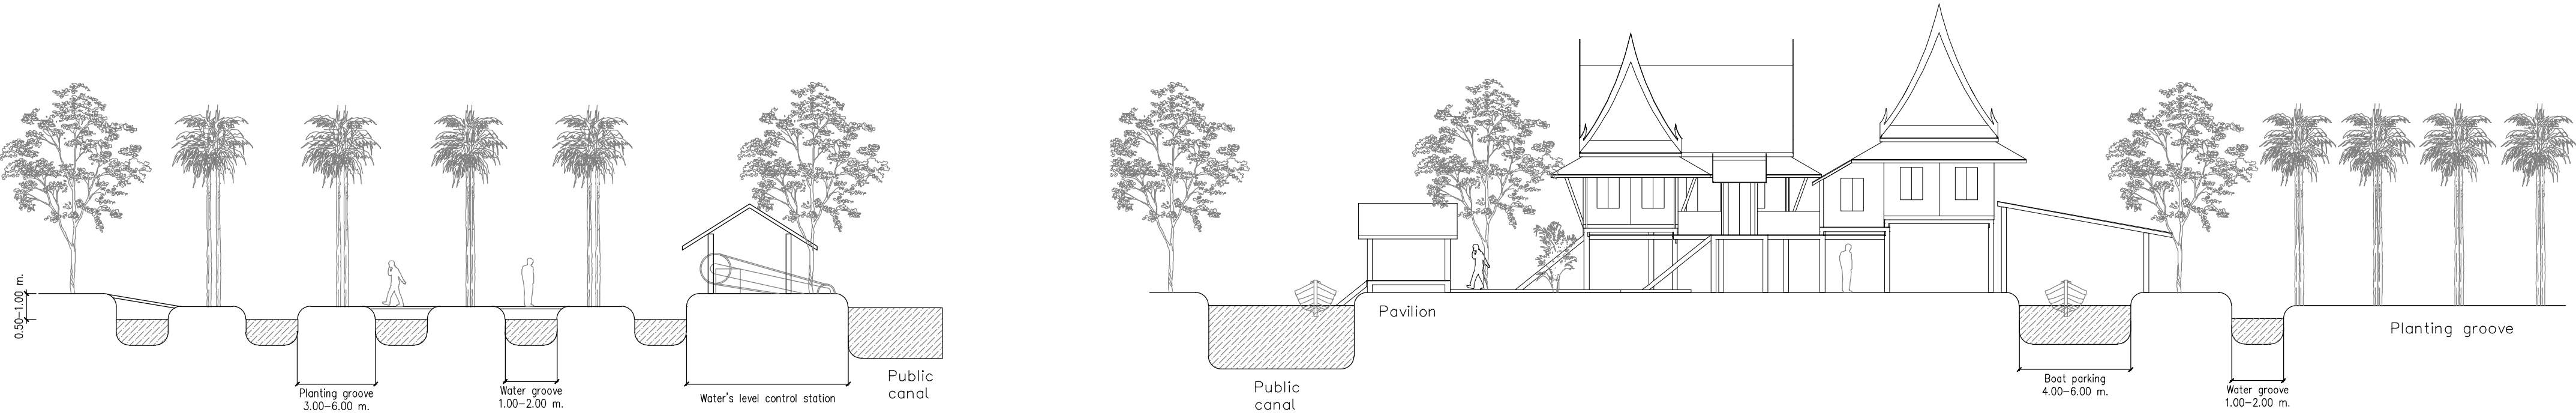 0.50-1.00 m.
Planting groove
3.00-6.00 m.
Water groove
1.00-2.00 m.
Water's level control station
Public
canal
Public
canal
Pavilion
Boat parking
4.00-6.00 m.
Water groove
1.00-2.00 m.
Planting groove